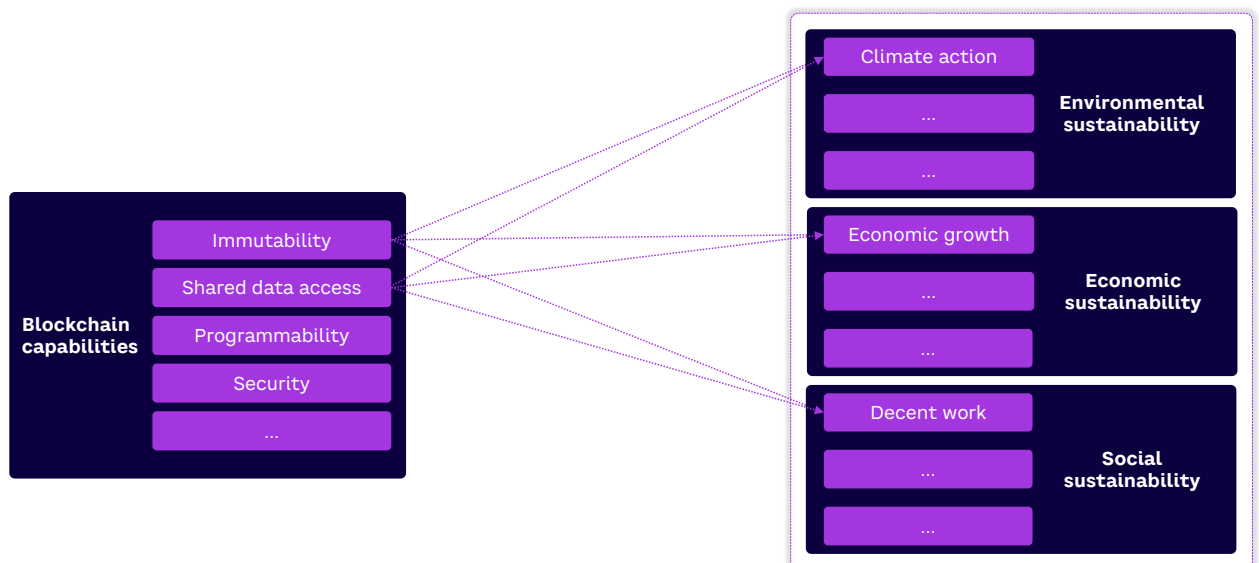 Blockchain
capabilities
Immutability
Shared data access
Programmability
Security
...
Climate action
...
...
Environmental
sustainability
Economic growth
...
...
Economic
sustainability
Decent work
...
...
Social
sustainability